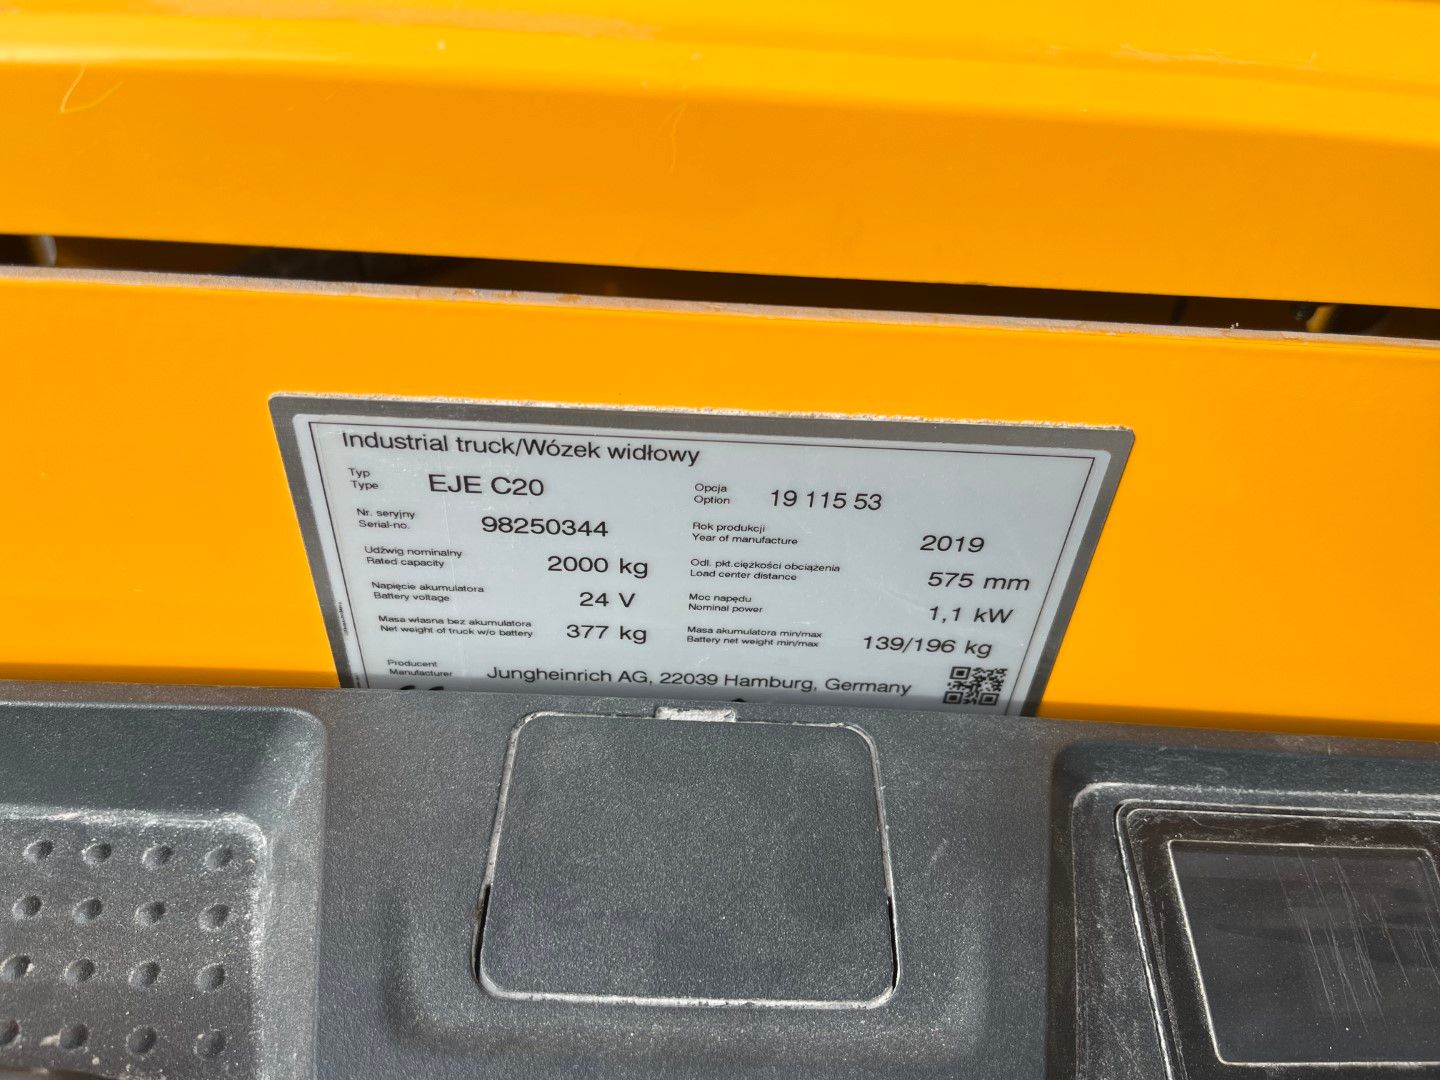 Industrial truck/Wózek widłowy
Typ
Type
EJE C20
Opcja
Option
19 115 53
Nr. seryjny
Serial-no.
98250344
Rok produkcji
Year of manufacture
2019
Udźwig nominalny
Rated capacity
2000 kg
Odl. pkt.ciężkości obciążenia
Load center distance
575 mm
Napięcie akumulatora
Battery voltage
24 V
Moc napędu
Nominal power
1,1 kW
Masa własna bez akumulatora
Net weight of truck w/o battery
377 kg
Masa akumulatora min/max
Battery net weight min/max
139/196 kg
Producent
Manufacturer
Jungheinrich AG, 22039 Hamburg, Germany